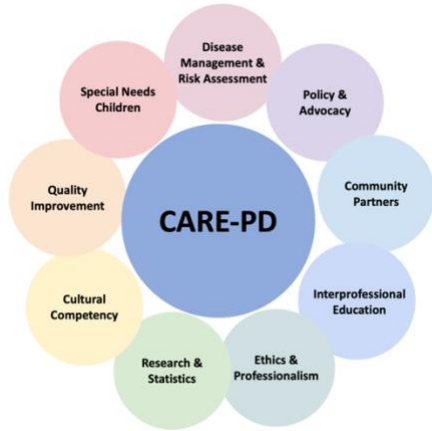 Disease
Management &
Risk Assessment
Policy &
Advocacy
Community
Partners
Interprofessional
Education
Ethics &
Professionalism
Research &
Statistics
Cultural
Competency
Quality
Improvement
Special Needs
Children
CARE-PD